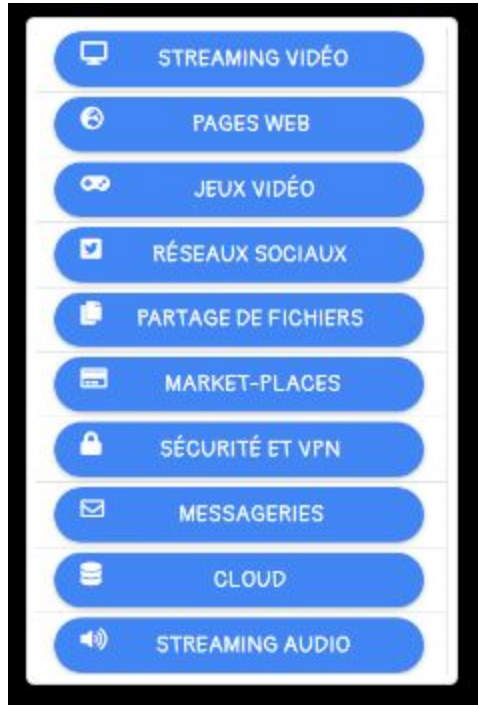 STREAMING VIDÉO
PAGES WEB
JEUX VIDÉO
RÉSEAUX SOCIAUX
PARTAGE DE FICHIERS
MARKET-PLACES
SÉCURITÉ ET VPN
MESSAGERIES
CLOUD
STREAMING AUDIO